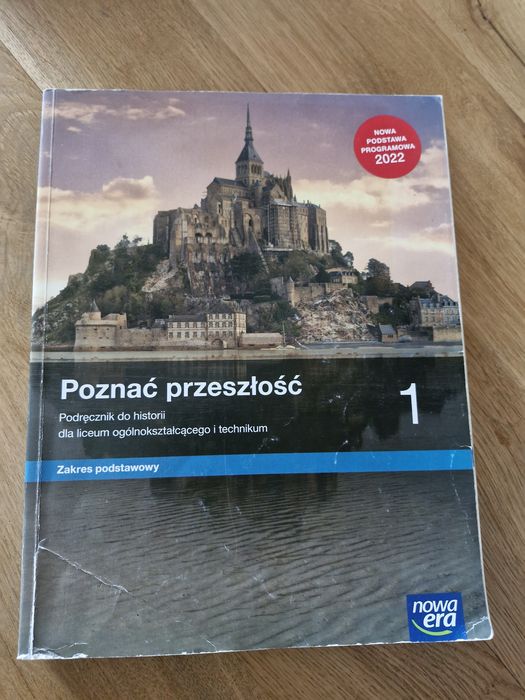 NOWA
PODSTAWA
PROGRAMOWA
2022
Poznać przeszłość
1
Podręcznik do historii
dla liceum ogólnokształcącego i technikum
Zakres podstawowy
nowa
era